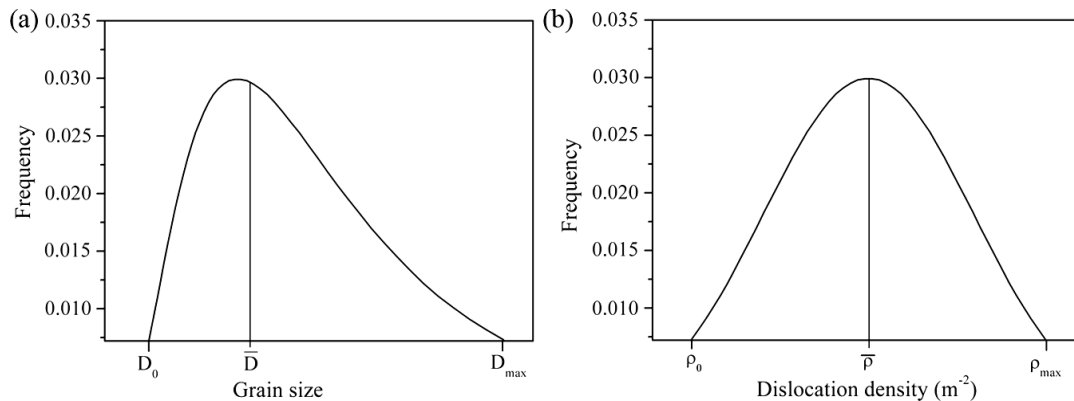 (a)
0.035
0.030
0.025
0.020
0.015
0.010
Frequency
D₀
D̅
Dₘₐₓ
Grain size
(b)
0.035
0.030
0.025
0.020
0.015
0.010
Frequency
ρ₀
ρ̅
ρₘₐₓ
Dislocation density (m⁻²)